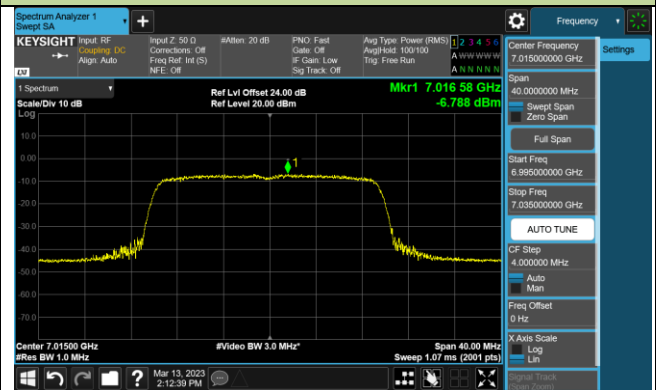 Spectrum Analyzer 1
Swept SA
Frequency
KEYSIGHT
Input: RF
Coupling: DC
Align: Auto
Input Z: 50 Ω
Corrections: Off
Freq Ref: Int (S)
NFE: Off
#Atten: 20 dB
PNO: Fast
Gate: Off
IF Gain: Low
Sig Track: Off
Avg Type: Power (RMS)
Avg|Hold: 100/100
Trig: Free Run
1 2 3 4 5 6
A W W W W W
A N N N N N
LXI
1 Spectrum
Scale/Div 10 dB
Log
Ref Lvl Offset 24.00 dB
Ref Level 20.00 dBm
Mkr1 7.016 58 GHz
-6.788 dBm
10.0
0.00
-10.0
-20.0
-30.0
-40.0
-50.0
-60.0
-70.0
1
Center 7.01500 GHz
#Res BW 1.0 MHz
#Video BW 3.0 MHz*
Span 40.00 MHz
Sweep 1.07 ms (2001 pts)
Mar 13, 2023
2:12:39 PM
Center Frequency
7.015000000 GHz
Settings
Span
40.0000000 MHz
Swept Span
Zero Span
Full Span
Start Freq
6.995000000 GHz
Stop Freq
7.035000000 GHz
AUTO TUNE
CF Step
4.000000 MHz
Auto
Man
Freq Offset
0 Hz
X Axis Scale
Log
Lin
Signal Track
(Span Zoom)